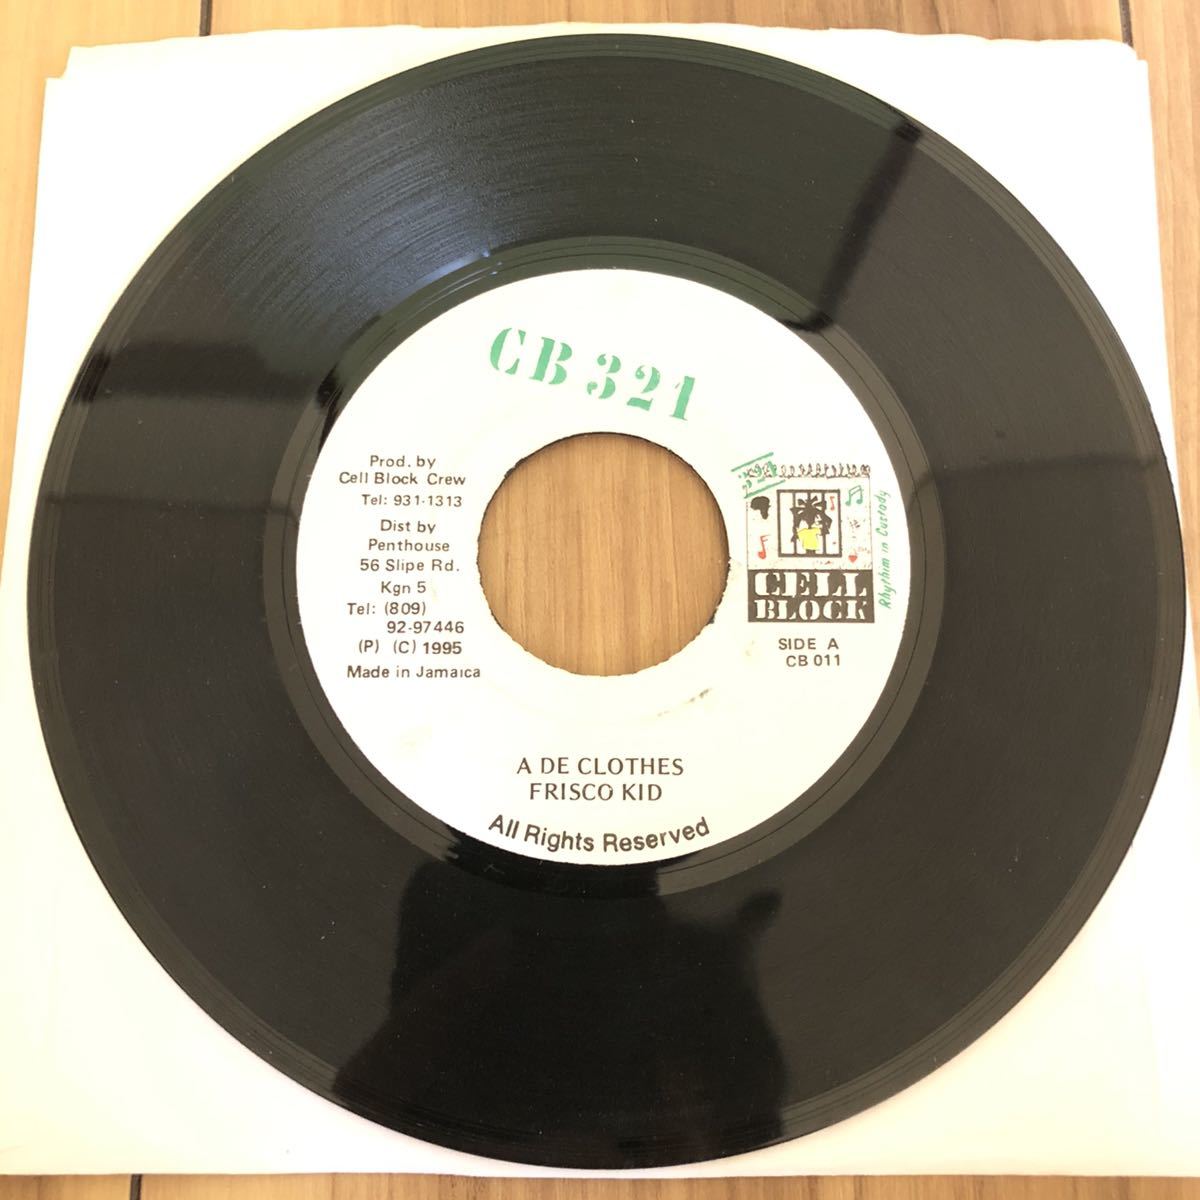 CB 321
Prod. by
Cell Block Crew
Tel: 931-1313
Dist by
Penthouse
56 Slipe Rd.
Kgn 5
Tel: (809)
92-97446
(P) (C) 1995
Made in Jamaica
321
Rhythim in Custody
CELL
BLOCK
SIDE A
CB 011
A DE CLOTHES
FRISCO KID
All Rights Reserved